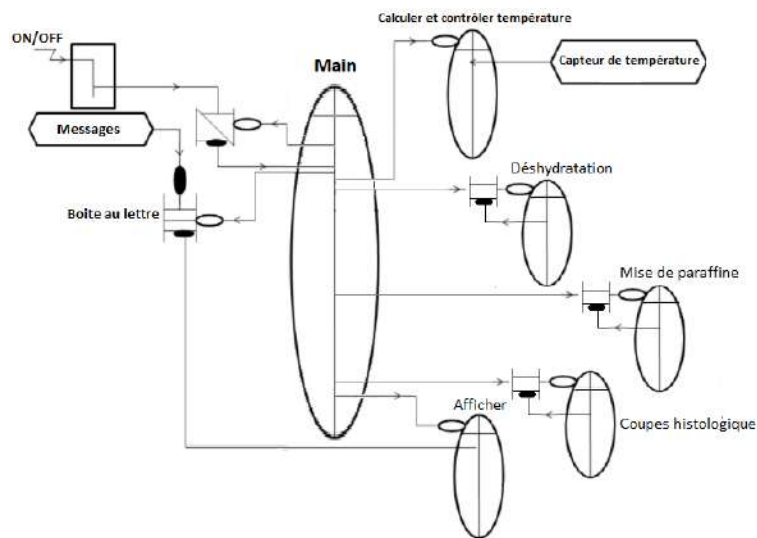 Calculer et contrôler température
ON/OFF
Main
Capteur de température
Messages
Déshydratation
Boite au lettre
Mise de paraffine
Afficher
Coupes histologique